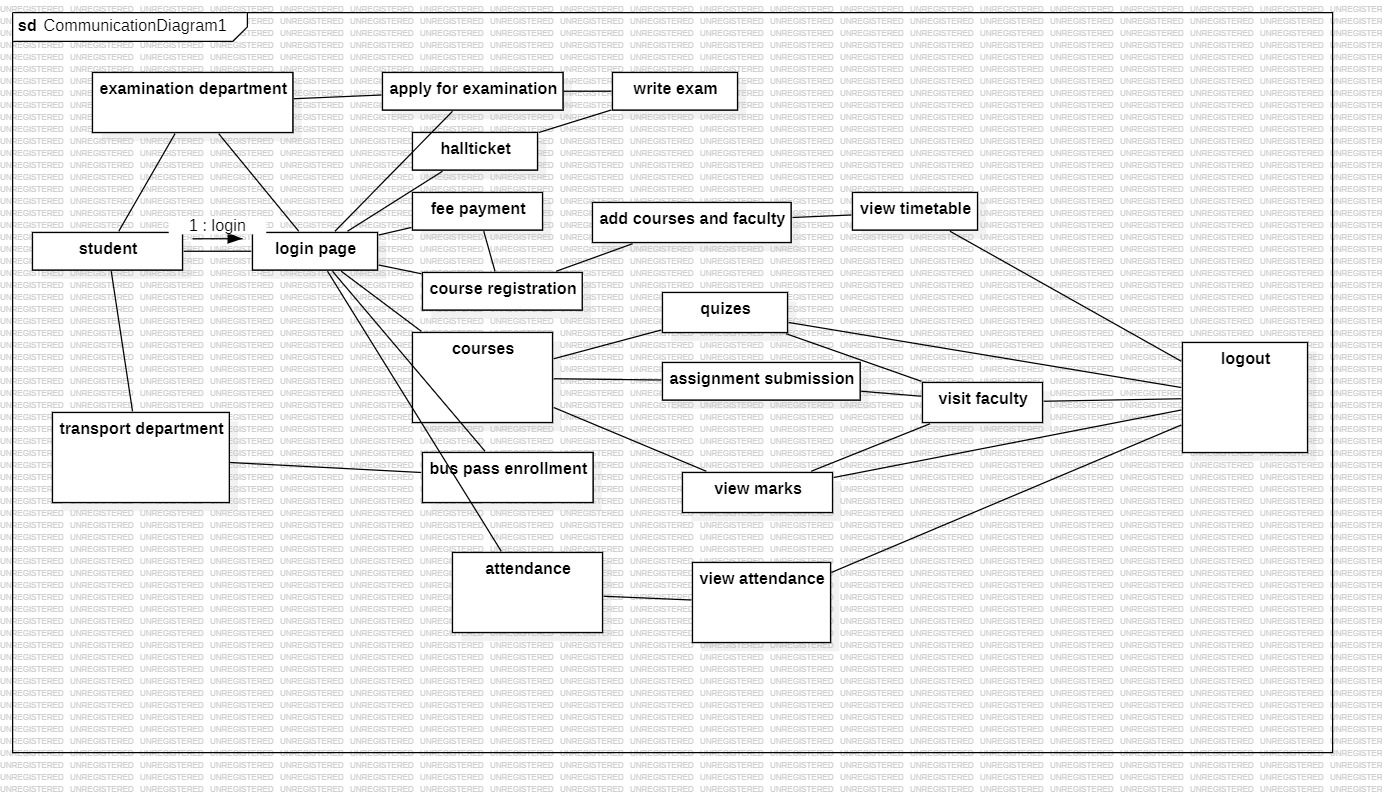 sd CommunicationDiagram1
examination department
apply for examination
write exam
hallticket
fee payment
add courses and faculty
view timetable
1 : login
student
login page
course registration
quizes
courses
assignment submission
logout
visit faculty
transport department
bus pass enrollment
view marks
attendance
view attendance
UNREGISTERED